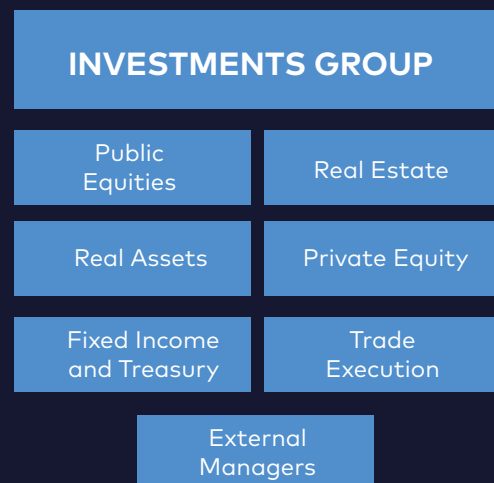 INVESTMENTS GROUP
Public
Equities
Real Estate
Real Assets
Private Equity
Fixed Income
and Treasury
Trade
Execution
External
Managers